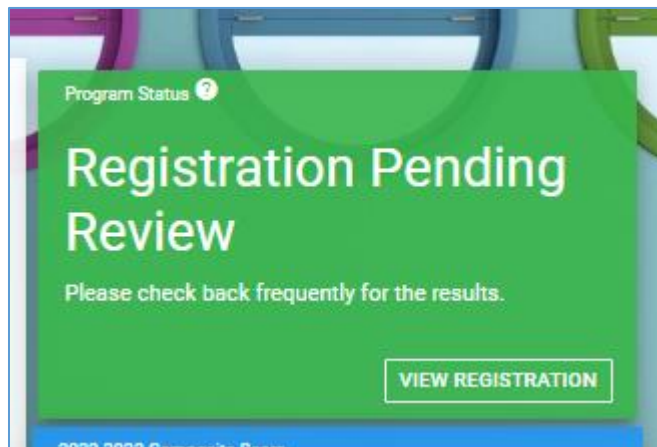 Program Status ?
Registration Pending
Review
Please check back frequently for the results.
VIEW REGISTRATION